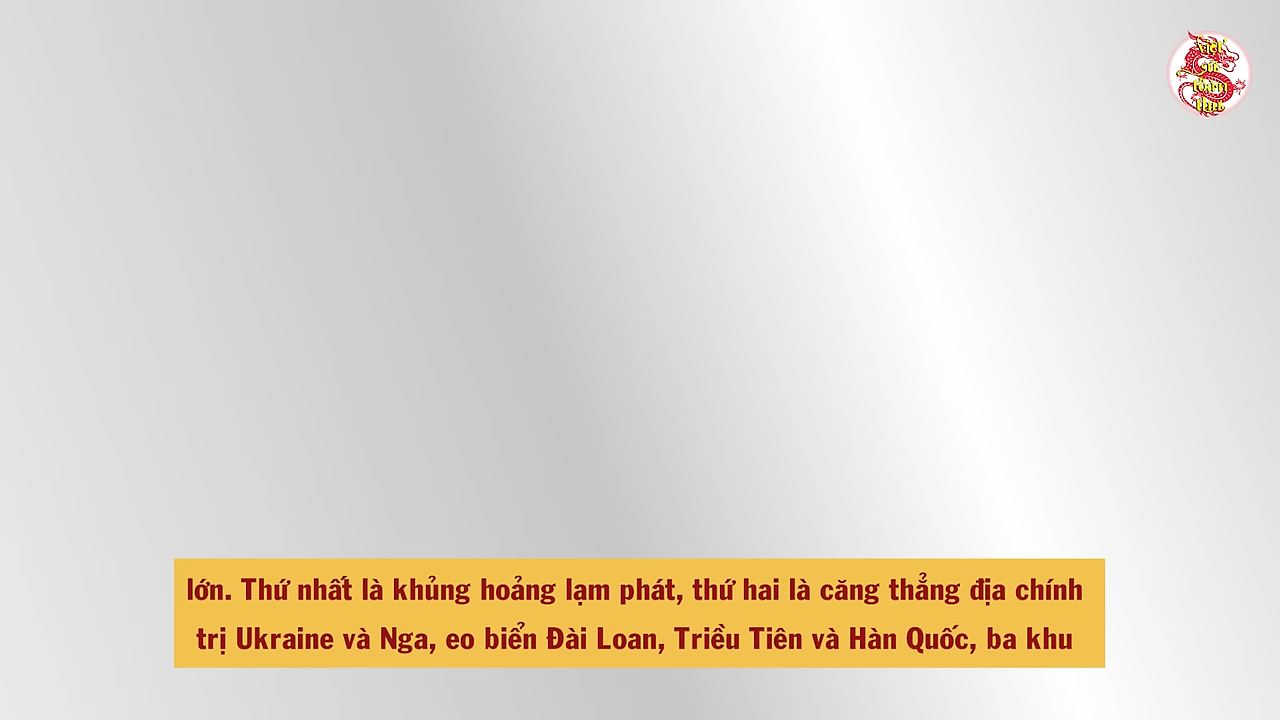 lớn. Thứ nhất là khủng hoảng lạm phát, thứ hai là căng thẳng địa chính
trị Ukraine và Nga, eo biển Đài Loan, Triều Tiên và Hàn Quốc, ba khu